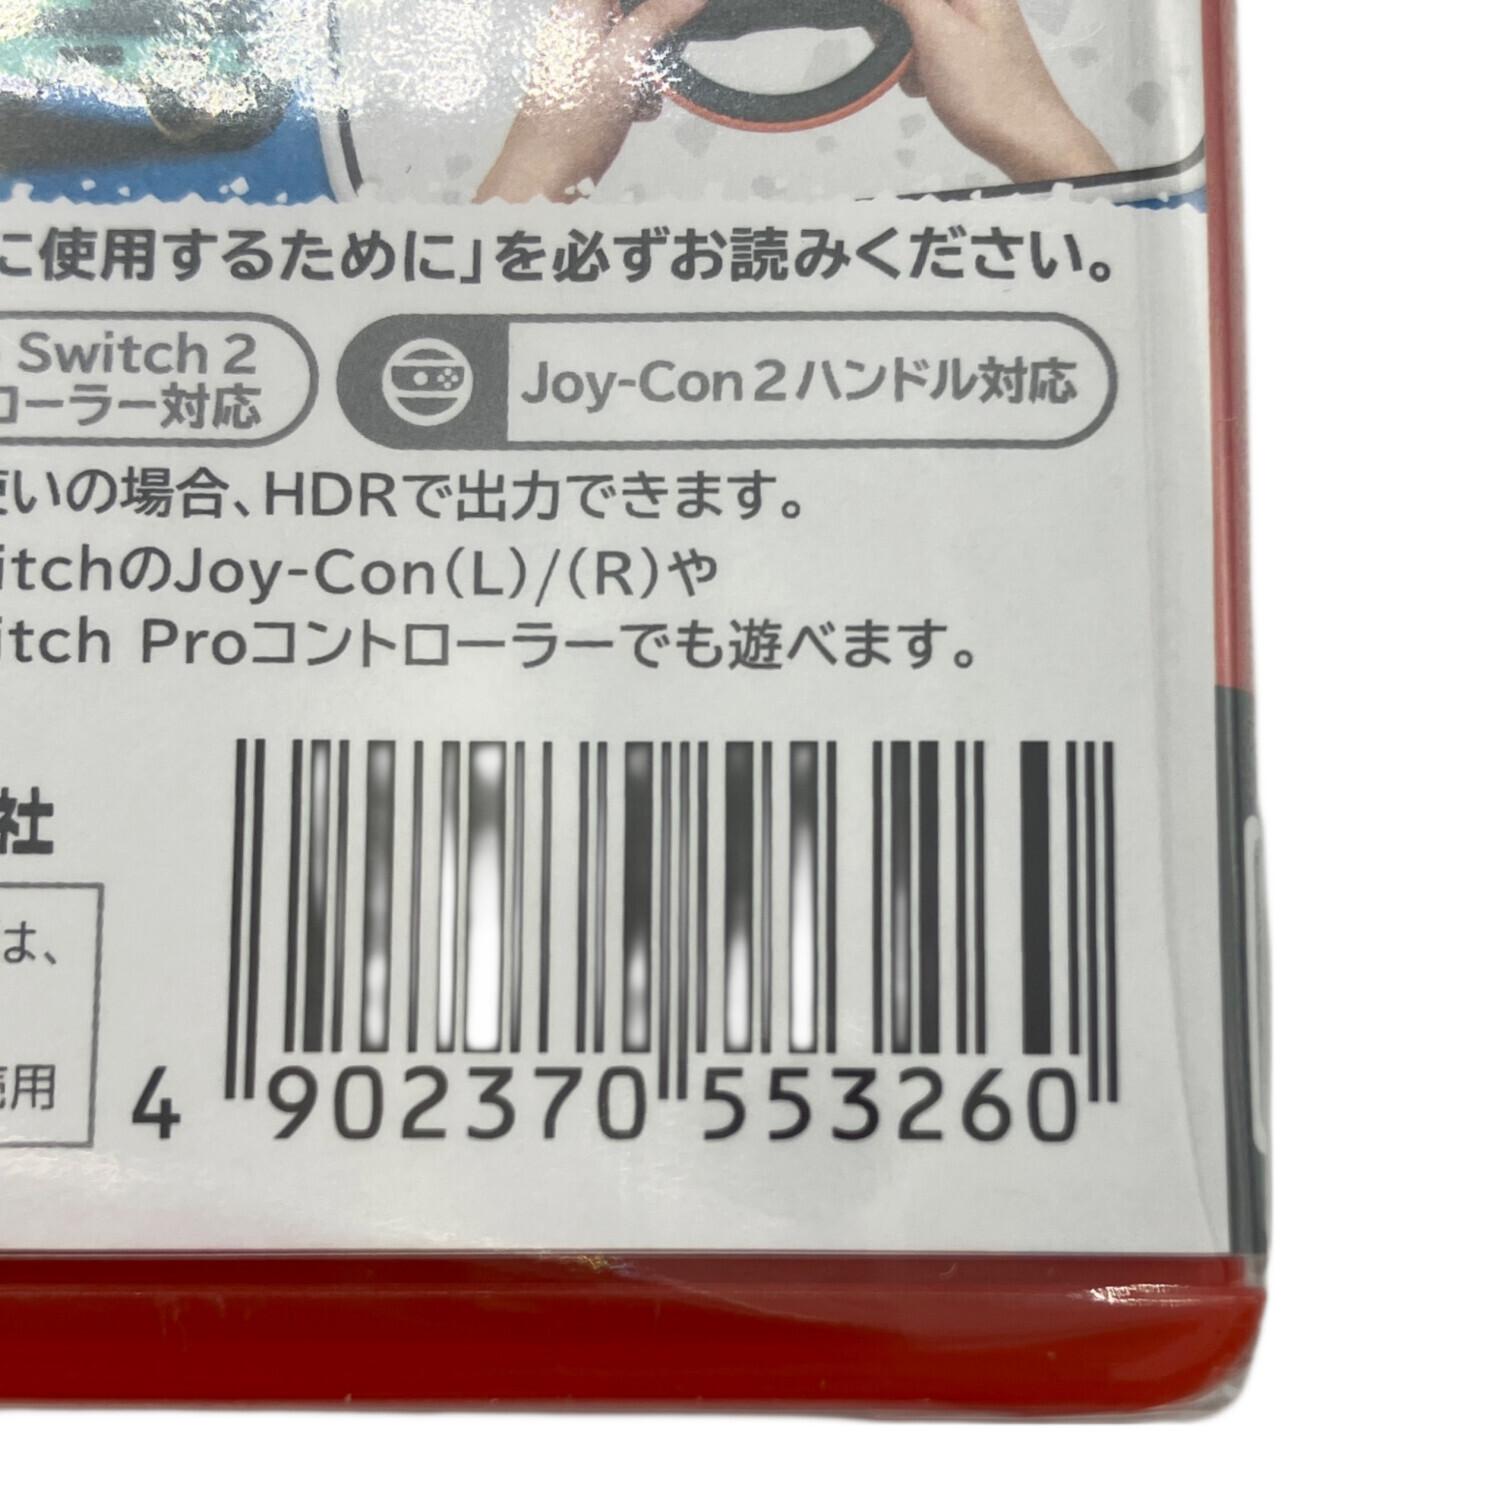 に使用するために」を必ずお読みください。
Switch 2
ローラー対応
Joy-Con 2ハンドル対応
使いの場合、HDRで出力できます。
itchのJoy-Con（L）/（R）や
itch Proコントローラーでも遊べます。
社
は、
売用
4 902370 553260